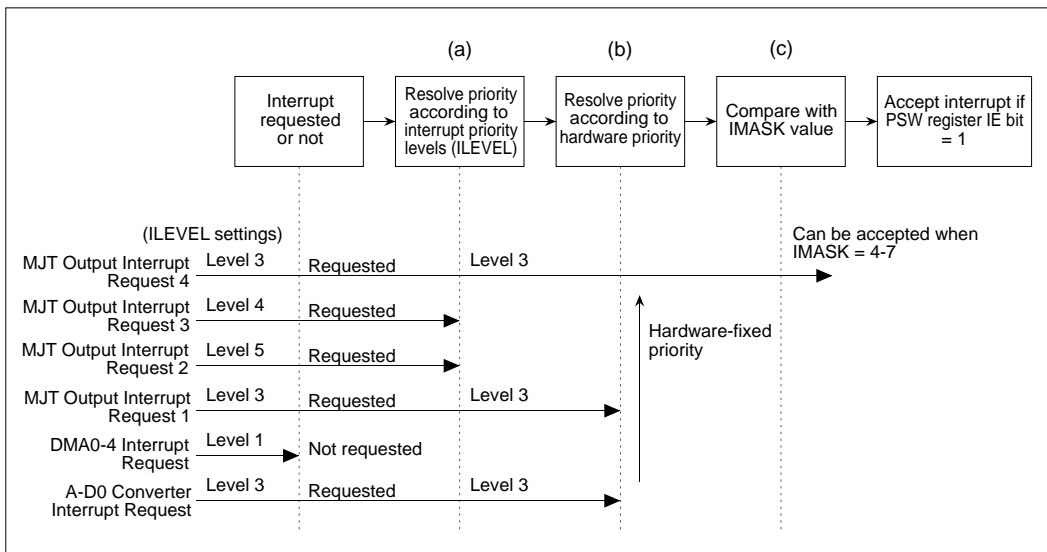 (a)
(b)
(c)
Interrupt
requested
or not
Resolve priority
according to
interrupt priority
levels (ILEVEL)
Resolve priority
according to
hardware priority
Compare with
IMASK value
Accept interrupt if
PSW register IE bit
= 1
(ILEVEL settings)
Can be accepted when
IMASK = 4-7
MJT Output Interrupt
Request 4
Level 3
Requested
Level 3
MJT Output Interrupt
Request 3
Level 4
Requested
MJT Output Interrupt
Request 2
Level 5
Requested
Hardware-fixed
priority
MJT Output Interrupt
Request 1
Level 3
Requested
Level 3
DMA0-4 Interrupt
Request
Level 1
Not requested
A-D0 Converter
Interrupt Request
Level 3
Requested
Level 3